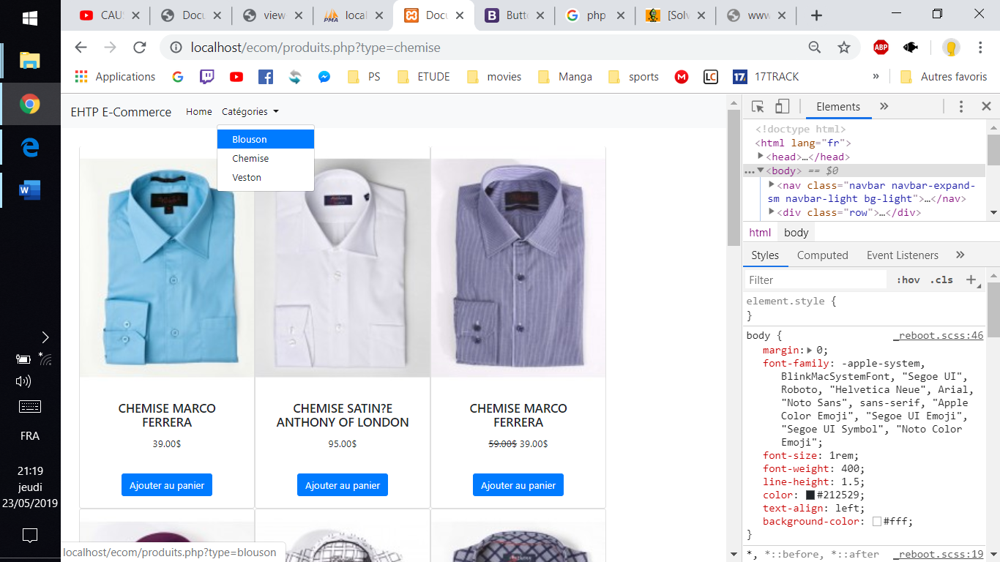 CAUS
Docu
view
PMA
loca
Docu
B
Butt
php
[Solv
www
localhost/ecom/produits.php?type=chemise
ABP
Applications
PS
ETUDE
movies
Manga
sports
M
LC
17
17TRACK
»
Autres favoris
EHTP E-Commerce
Home
Catégories
Blouson
Chemise
Veston
CHEMISE MARCO
FERRERA
39.00$
Ajouter au panier
CHEMISE SATIN?E
ANTHONY OF LONDON
95.00$
Ajouter au panier
CHEMISE MARCO
FERRERA
59.00$ 39.00$
Ajouter au panier
localhost/ecom/produits.php?type=blouson
Elements
»
<!doctype html>
<html lang="fr">
<head>…</head>
…<body> == $0
<nav class="navbar navbar-expand-
sm navbar-light bg-light">…</nav>
<div class="row">…</div>
html body
Styles Computed Event Listeners »
Filter :hov .cls +
element.style {
}
body { _reboot.scss:46
margin: 0;
font-family: -apple-system,
BlinkMacSystemFont, "Segoe UI",
Roboto, "Helvetica Neue", Arial,
"Noto Sans", sans-serif, "Apple
Color Emoji", "Segoe UI Emoji",
"Segoe UI Symbol", "Noto Color
Emoji";
font-size: 1rem;
font-weight: 400;
line-height: 1.5;
color: #212529;
text-align: left;
background-color: #fff;
}
*, *::before, *::after _reboot.scss:19
W
FRA
21:19
jeudi
23/05/2019